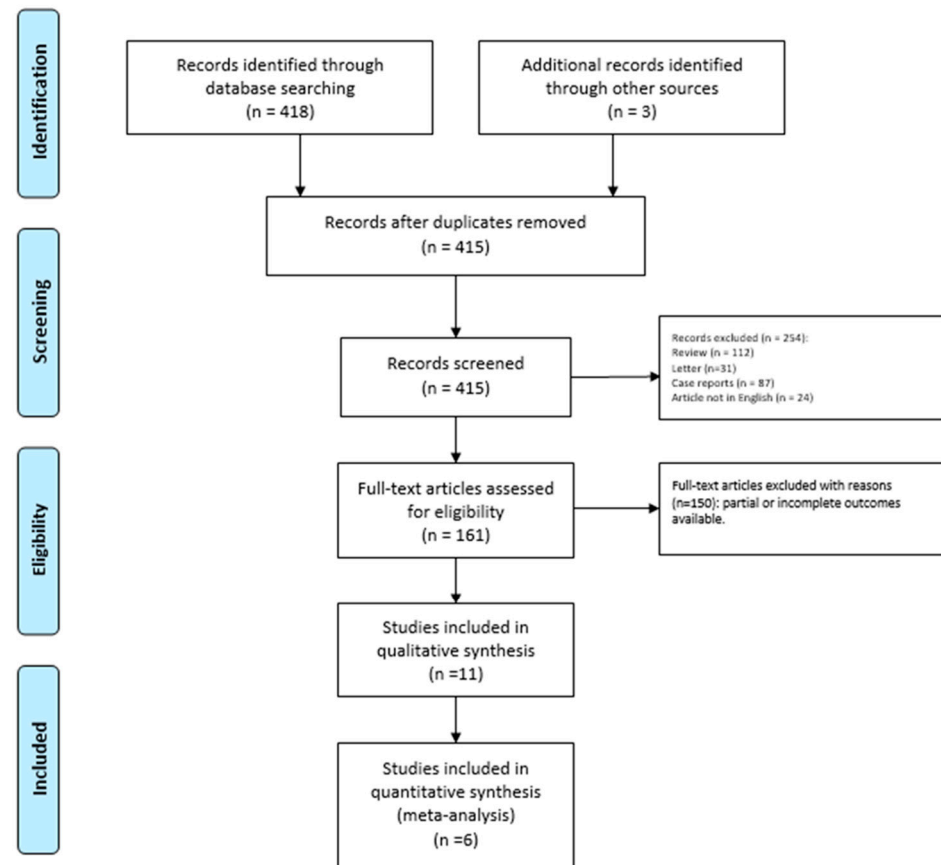 Identification
Records identified through
database searching
(n = 418)
Additional records identified
through other sources
(n = 3)
Records after duplicates removed
(n = 415)
Screening
Records screened
(n = 415)
Records excluded (n = 254):
Review (n = 112)
Letter (n=31)
Case reports (n = 87)
Article not in English (n = 24)
Eligibility
Full-text articles assessed
for eligibility
(n = 161)
Full-text articles excluded with reasons
(n=150): partial or incomplete outcomes
available.
Studies included in
qualitative synthesis
(n =11)
Included
Studies included in
quantitative synthesis
(meta-analysis)
(n =6)